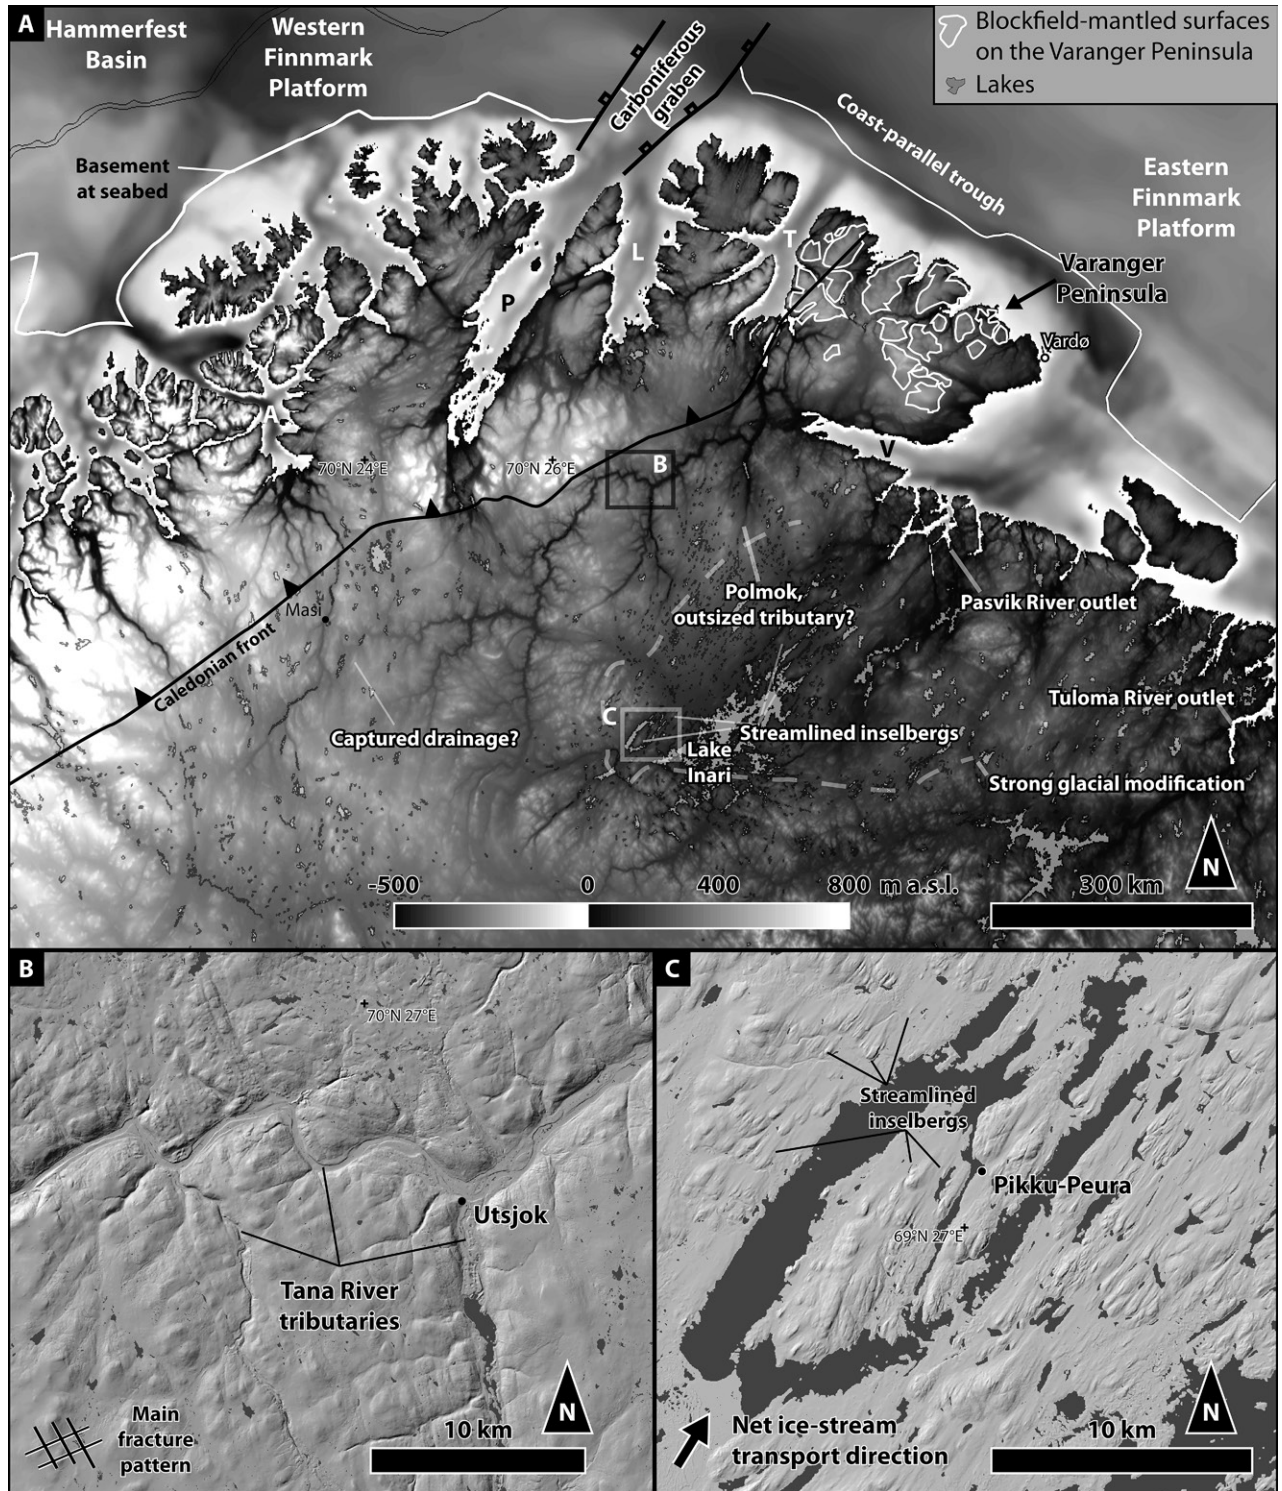 A
Hammerfest
Basin
Western
Finnmark
Platform
Carboniferous
graben
Blockfield-mantled surfaces
on the Varanger Peninsula
Lakes
Coast-parallel trough
Basement
at seabed
Eastern
Finnmark
Platform
Varanger
Peninsula
Vardø
T
L
P
A
V
70°N 24°E
70°N 26°E
B
Masi
Caledonian front
Polmok,
outsized tributary?
Pasvik River outlet
Captured drainage?
C
Lake
Inari
Streamlined inselbergs
Tuloma River outlet
Strong glacial modification
-500
0
400
800 m a.s.l.
300 km
N
B
70°N 27°E
Utsjok
Tana River
tributaries
Main
fracture
pattern
10 km
N
C
Streamlined
inselbergs
Pikku-Peura
69°N 27°E
Net ice-stream
transport direction
10 km
N